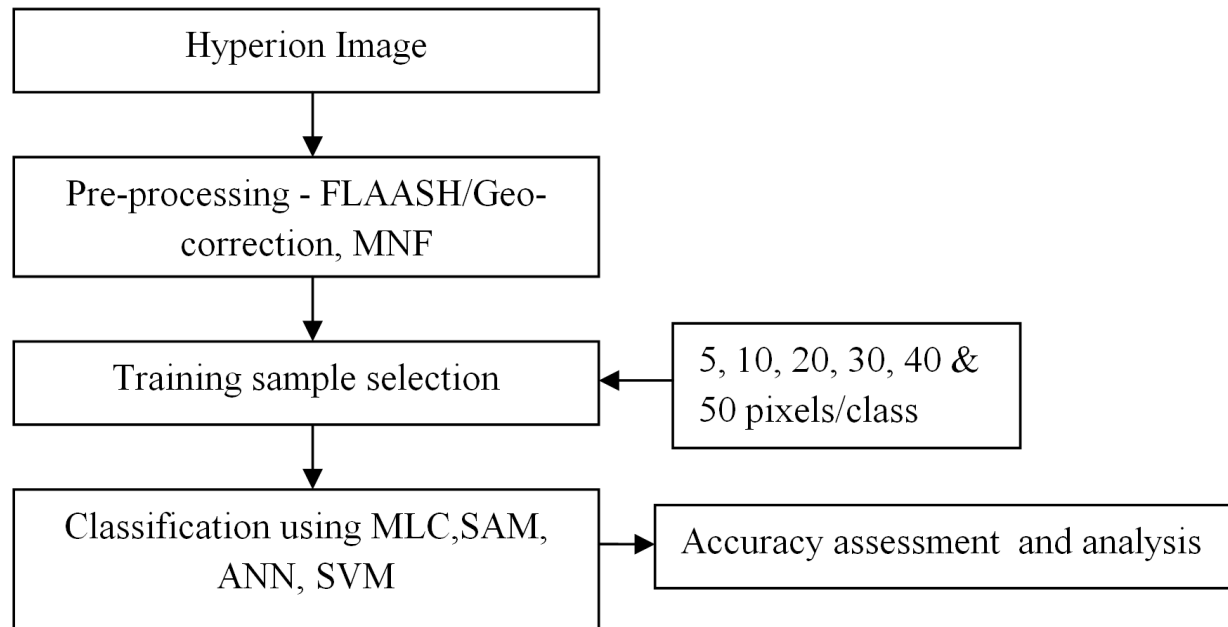 Hyperion Image
Pre-processing - FLAASH/Geo-
correction, MNF
Training sample selection
5, 10, 20, 30, 40 &
50 pixels/class
Classification using MLC,SAM,
ANN, SVM
Accuracy assessment  and analysis